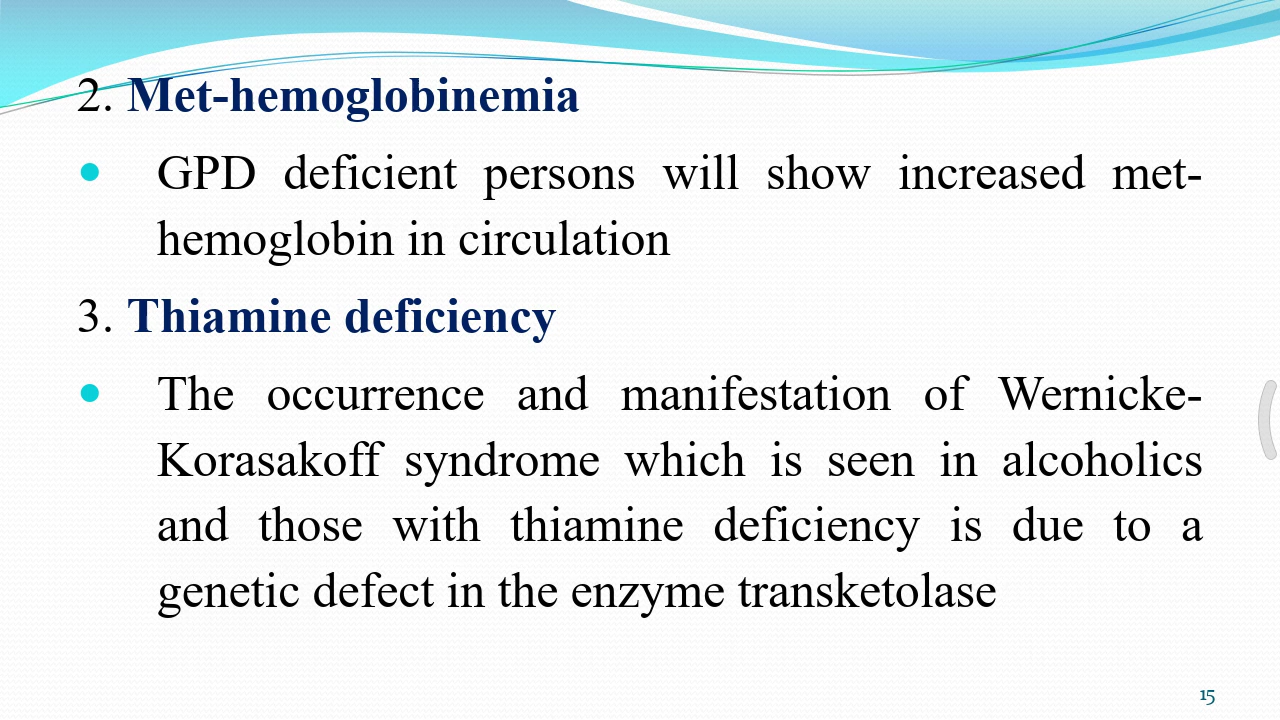 2. Met-hemoglobinemia
GPD deficient persons will show increased met-
hemoglobin in circulation
3. Thiamine deficiency
The occurrence and manifestation of Wernicke-
Korasakoff syndrome which is seen in alcoholics
and those with thiamine deficiency is due to a
genetic defect in the enzyme transketolase
15